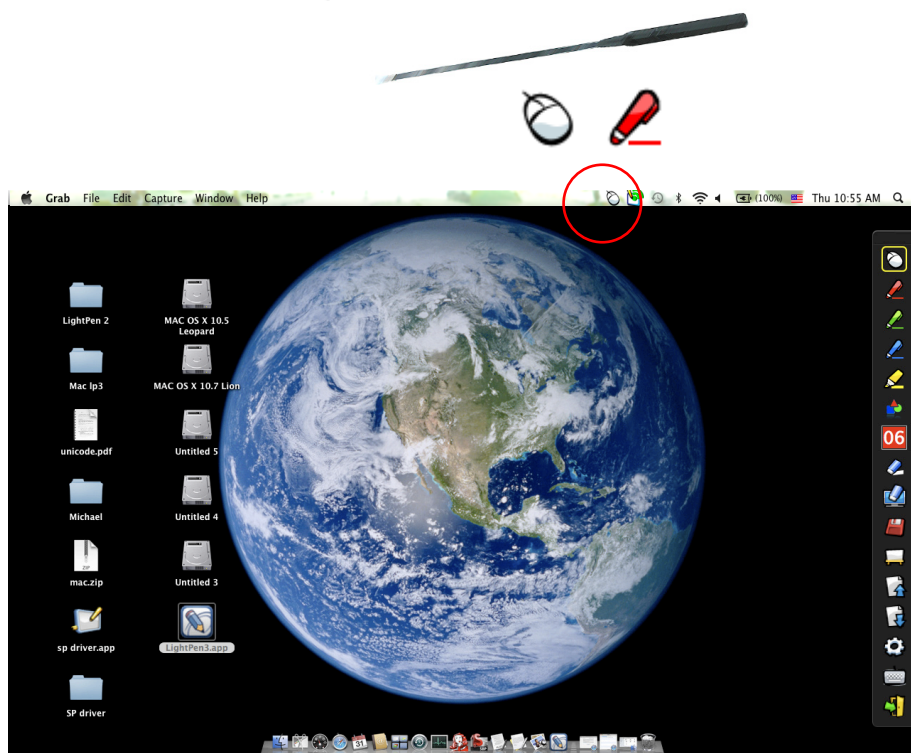 Grab File Edit Capture Window Help (100%) Thu 10:55 AM
LightPen 2
MAC OS X 10.5
Leopard
Mac lp3
MAC OS X 10.7 Lion
unicode.pdf
Untitled 5
Michael
Untitled 4
ZIP
mac.zip
Untitled 3
sp driver.app
LightPen3.app
SP driver
06
31